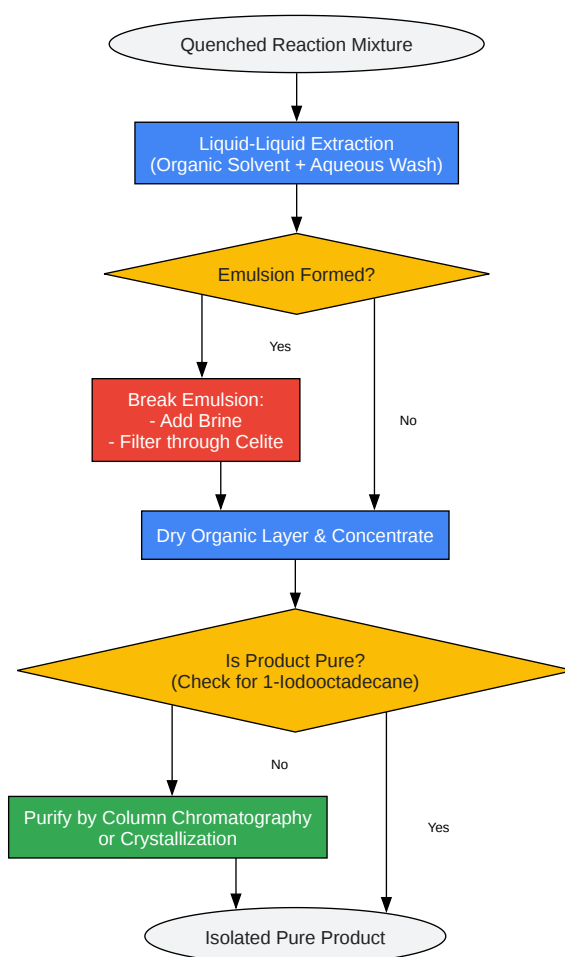 Quenched Reaction Mixture
Liquid-Liquid Extraction
(Organic Solvent + Aqueous Wash)
Emulsion Formed?
Yes
Break Emulsion:
- Add Brine
- Filter through Celite
No
Dry Organic Layer & Concentrate
Is Product Pure?
(Check for 1-Iodooctadecane)
No
Purify by Column Chromatography
or Crystallization
Yes
Isolated Pure Product